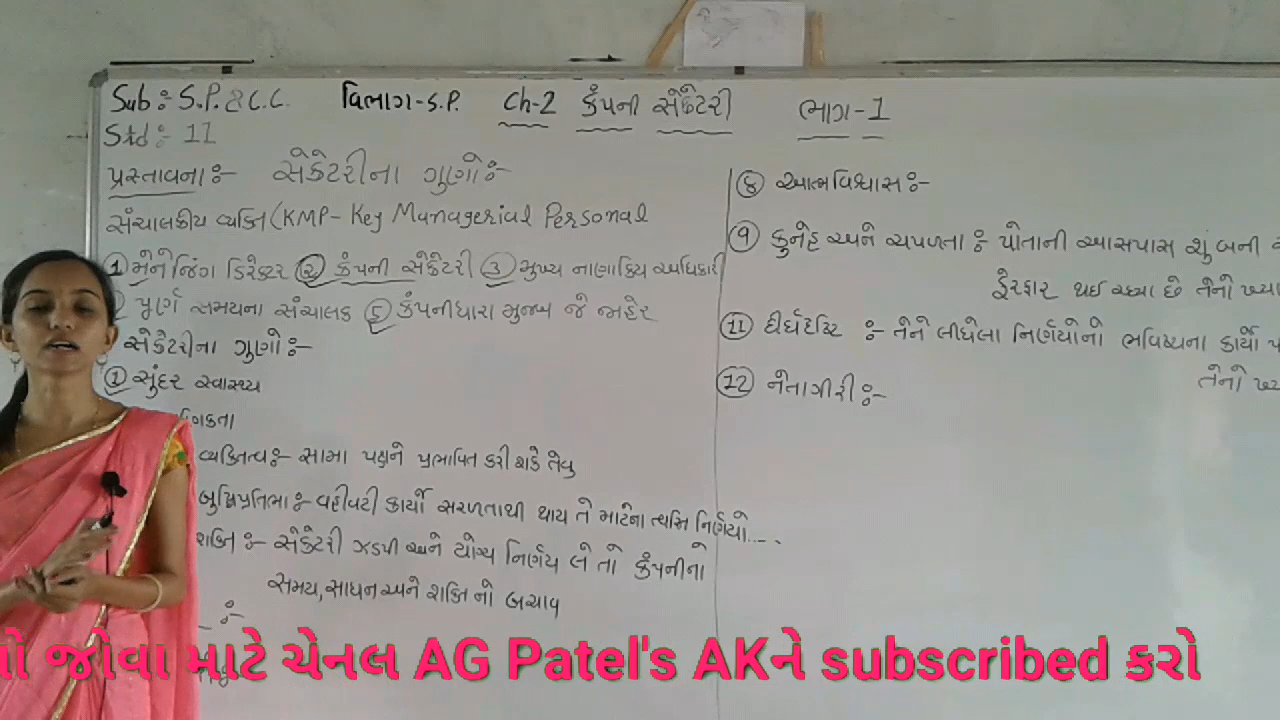 Sub:- S.P. & C.C. વિભાગ-S.P. Ch-2 કંપની સેક્રેટરી ભાગ-1
Std:- 11
પ્રસ્તાવના:- સેક્રેટરીના ગુણો:-
સંચાલકીય વ્યક્તિ (KMP- Key Managerial Personal
① મેનેજિંગ ડિરેક્ટર ② કંપની સેક્રેટરી ③ મુખ્ય નાણાકિય અધિકારી
પૂર્ણ સમયના સંચાલક ⑤ કંપનીધારા મુજબ જે જાહેર
સેક્રેટરીના ગુણો:-
① સુંદર સ્વાસ્થ્ય
વ્યક્તિત્વ:- સામા પક્ષને પ્રભાવિત કરી શકે તેવુ
બુધ્ધિપ્રતિભા:- વહીવટી કાર્યો સરળતાથી થાય તે માટેના ત્વરિત નિર્ણયો.....
શક્તિ:- સેક્રેટરી ઝડપી અને યોગ્ય નિર્ણય લે તો કંપનીનો
સમય, સાધન અને શક્તિ નો બચાવ
⑧ આત્મવિશ્વાસ:-
⑨ કુનેહ અને ચપળતા:- પોતાની આસપાસ શું બની
ફેરફાર થઈ રહ્યા છે તેનો ખ્યા
⑪ દીર્ઘદ્રષ્ટિ:- તેને લીધેલા નિર્ણયોનો ભવિષ્યના કાર્યો પ
તેનો ખ્ય
⑫ નેતાગીરી:-
જોવા માટે ચેનલ AG Patel's AKને subscribed કરો